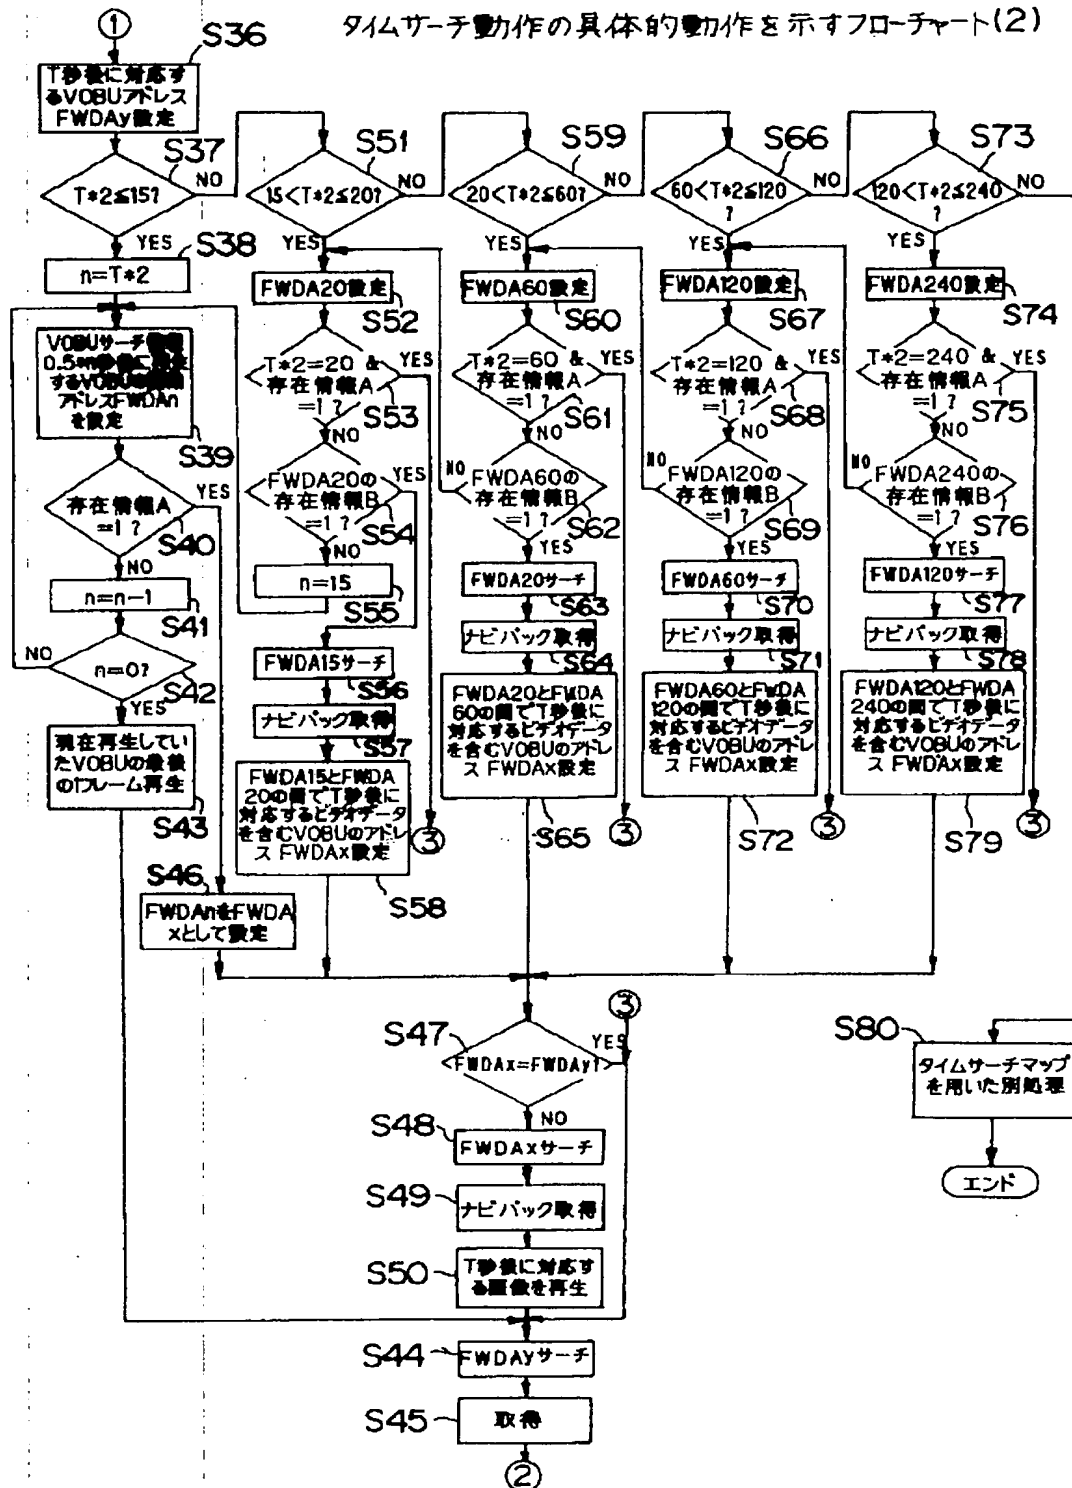 タイムサーチ動作の具体的動作を示すフローチャート(2)
①
S36
T秒後に対応す
るVOBUアドレス
FWDAy設定
S37
T*2≦15?
NO
YES
S38
n=T*2
VOBUサーチ
0.5*n秒後に
するVOBUの
アドレスFWDAn
を設定
S39
存在情報A
=1?
YES
S40
NO
n=n-1
S41
NO
n=0?
S42
YES
現在再生してい
たVOBUの最後
の1フレーム再生
S43
S46
FWDAnをFWDA
xとして設定
S51
15<T*2≦20?
NO
YES
FWDA20設定
S52
T*2=20 &
存在情報A
=1?
YES
S53
NO
FWDA20の
存在情報B
=1?
YES
S54
NO
n=15
S55
FWDA15サーチ
S56
ナビパック取得
S57
FWDA15とFWDA
20の間でT秒後に
対応するビデオデータ
を含むVOBUのアドレ
ス FWDAx設定
S58
③
S59
20<T*2≦60?
NO
YES
FWDA60設定
S60
T*2=60 &
存在情報A
=1?
YES
S61
NO
NO
FWDA60の
存在情報B
=1?
S62
YES
FWDA20サーチ
S63
ナビパック取得
S64
FWDA20とFWDA
60の間でT秒後に
対応するビデオデータ
を含むVOBUのアドレ
ス FWDAx設定
S65
③
S66
60<T*2≦120
?
NO
YES
FWDA120設定
S67
T*2=120 &
存在情報A
=1?
YES
S68
NO
NO
FWDA120の
存在情報B
=1?
S69
YES
FWDA60サーチ
S70
ナビパック取得
S71
FWDA60とFWDA
120の間でT秒後に
対応するビデオデータ
を含むVOBUのアドレ
ス FWDAx設定
S72
③
S73
120<T*2≦240
?
YES
FWDA240設定
S74
T*2=240 &
存在情報A
=1?
YES
S75
NO
NO
FWDA240の
存在情報B
=1?
S76
YES
FWDA120サーチ
S77
ナビパック取得
S78
FWDA120とFWDA
240の間でT秒後に
対応するビデオデータ
を含むVOBUのアドレ
ス FWDAx設定
S79
③
③
S47
FWDAx=FWDAy?
YES
NO
S48
FWDAxサーチ
S49
ナビパック取得
S50
T秒後に対応す
る画像を再生
S44
FWDAyサーチ
S45
取得
②
S80
タイムサーチマップ
を用いた別処理
エンド